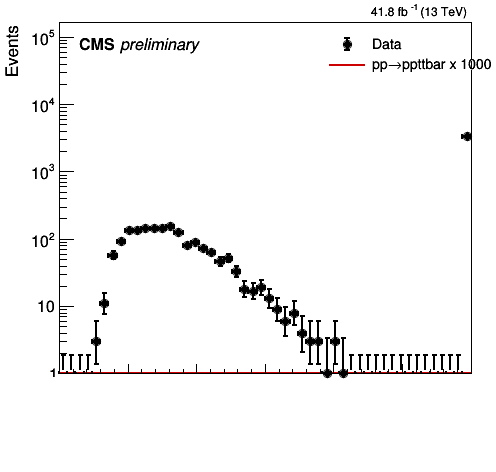 41.8 fb⁻¹ (13 TeV)
Events
CMS preliminary
Data
pp→ppttbar x 1000
10⁵
10⁴
10³
10²
10
1